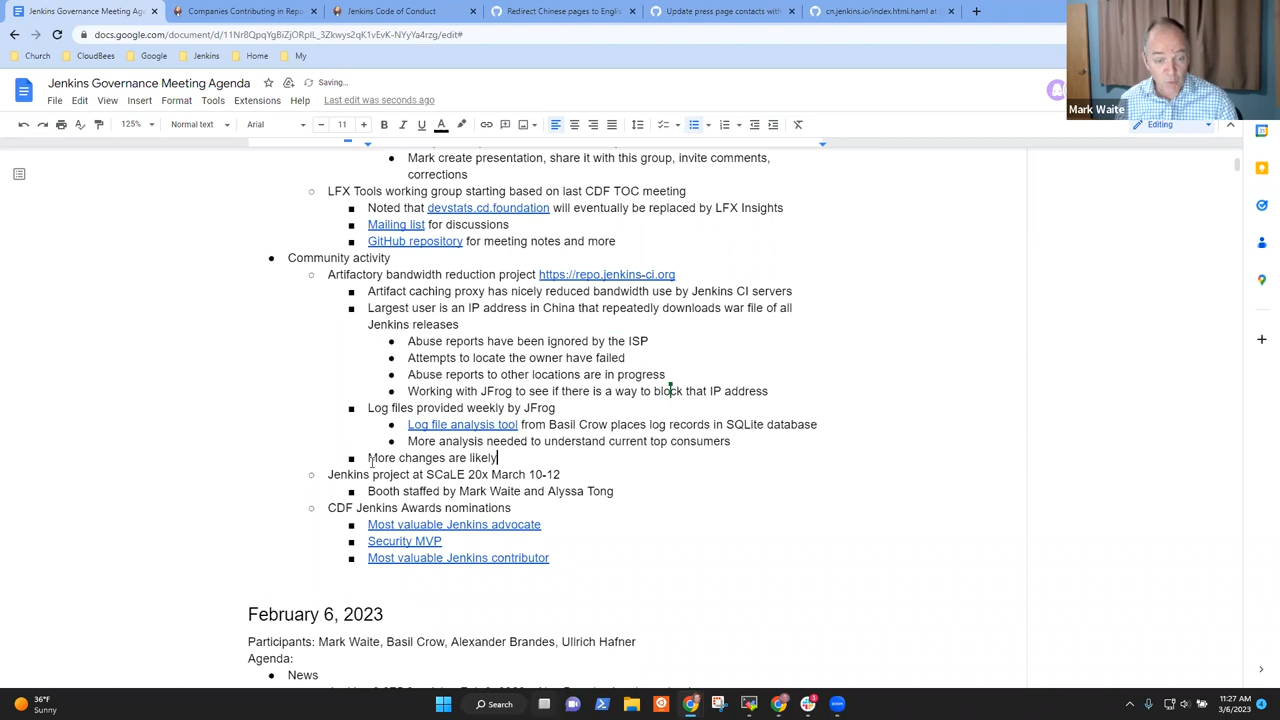 Jenkins Governance Meeting Agenda
Companies Contributing in Repo
Jenkins Code of Conduct
Redirect Chinese pages to Englis
Update press page contacts with
cn.jenkins.io/index.html.haml at
docs.google.com/document/d/11Nr8QpqYgBiZjORpIL_3Zkwys2qK1vEvK-NYyYa4rzg/edit#
Church
CloudBees
Google
Jenkins
Home
My
Jenkins Governance Meeting Agenda
Saving...
File Edit View Insert Format Tools Extensions Help Last edit was seconds ago
125% Normal text Arial 11 Editing
Mark Waite
Mark create presentation, share it with this group, invite comments,
corrections
LFX Tools working group starting based on last CDF TOC meeting
Noted that devstats.cd.foundation will eventually be replaced by LFX Insights
Mailing list for discussions
GitHub repository for meeting notes and more
Community activity
Artifactory bandwidth reduction project https://repo.jenkins-ci.org
Artifact caching proxy has nicely reduced bandwidth use by Jenkins CI servers
Largest user is an IP address in China that repeatedly downloads war file of all
Jenkins releases
Abuse reports have been ignored by the ISP
Attempts to locate the owner have failed
Abuse reports to other locations are in progress
Working with JFrog to see if there is a way to block that IP address
Log files provided weekly by JFrog
Log file analysis tool from Basil Crow places log records in SQLite database
More analysis needed to understand current top consumers
More changes are likely
Jenkins project at SCaLE 20x March 10-12
Booth staffed by Mark Waite and Alyssa Tong
CDF Jenkins Awards nominations
Most valuable Jenkins advocate
Security MVP
Most valuable Jenkins contributor
February 6, 2023
Participants: Mark Waite, Basil Crow, Alexander Brandes, Ullrich Hafner
Agenda:
News
36°F
Sunny
Search
11:27 AM
3/6/2023